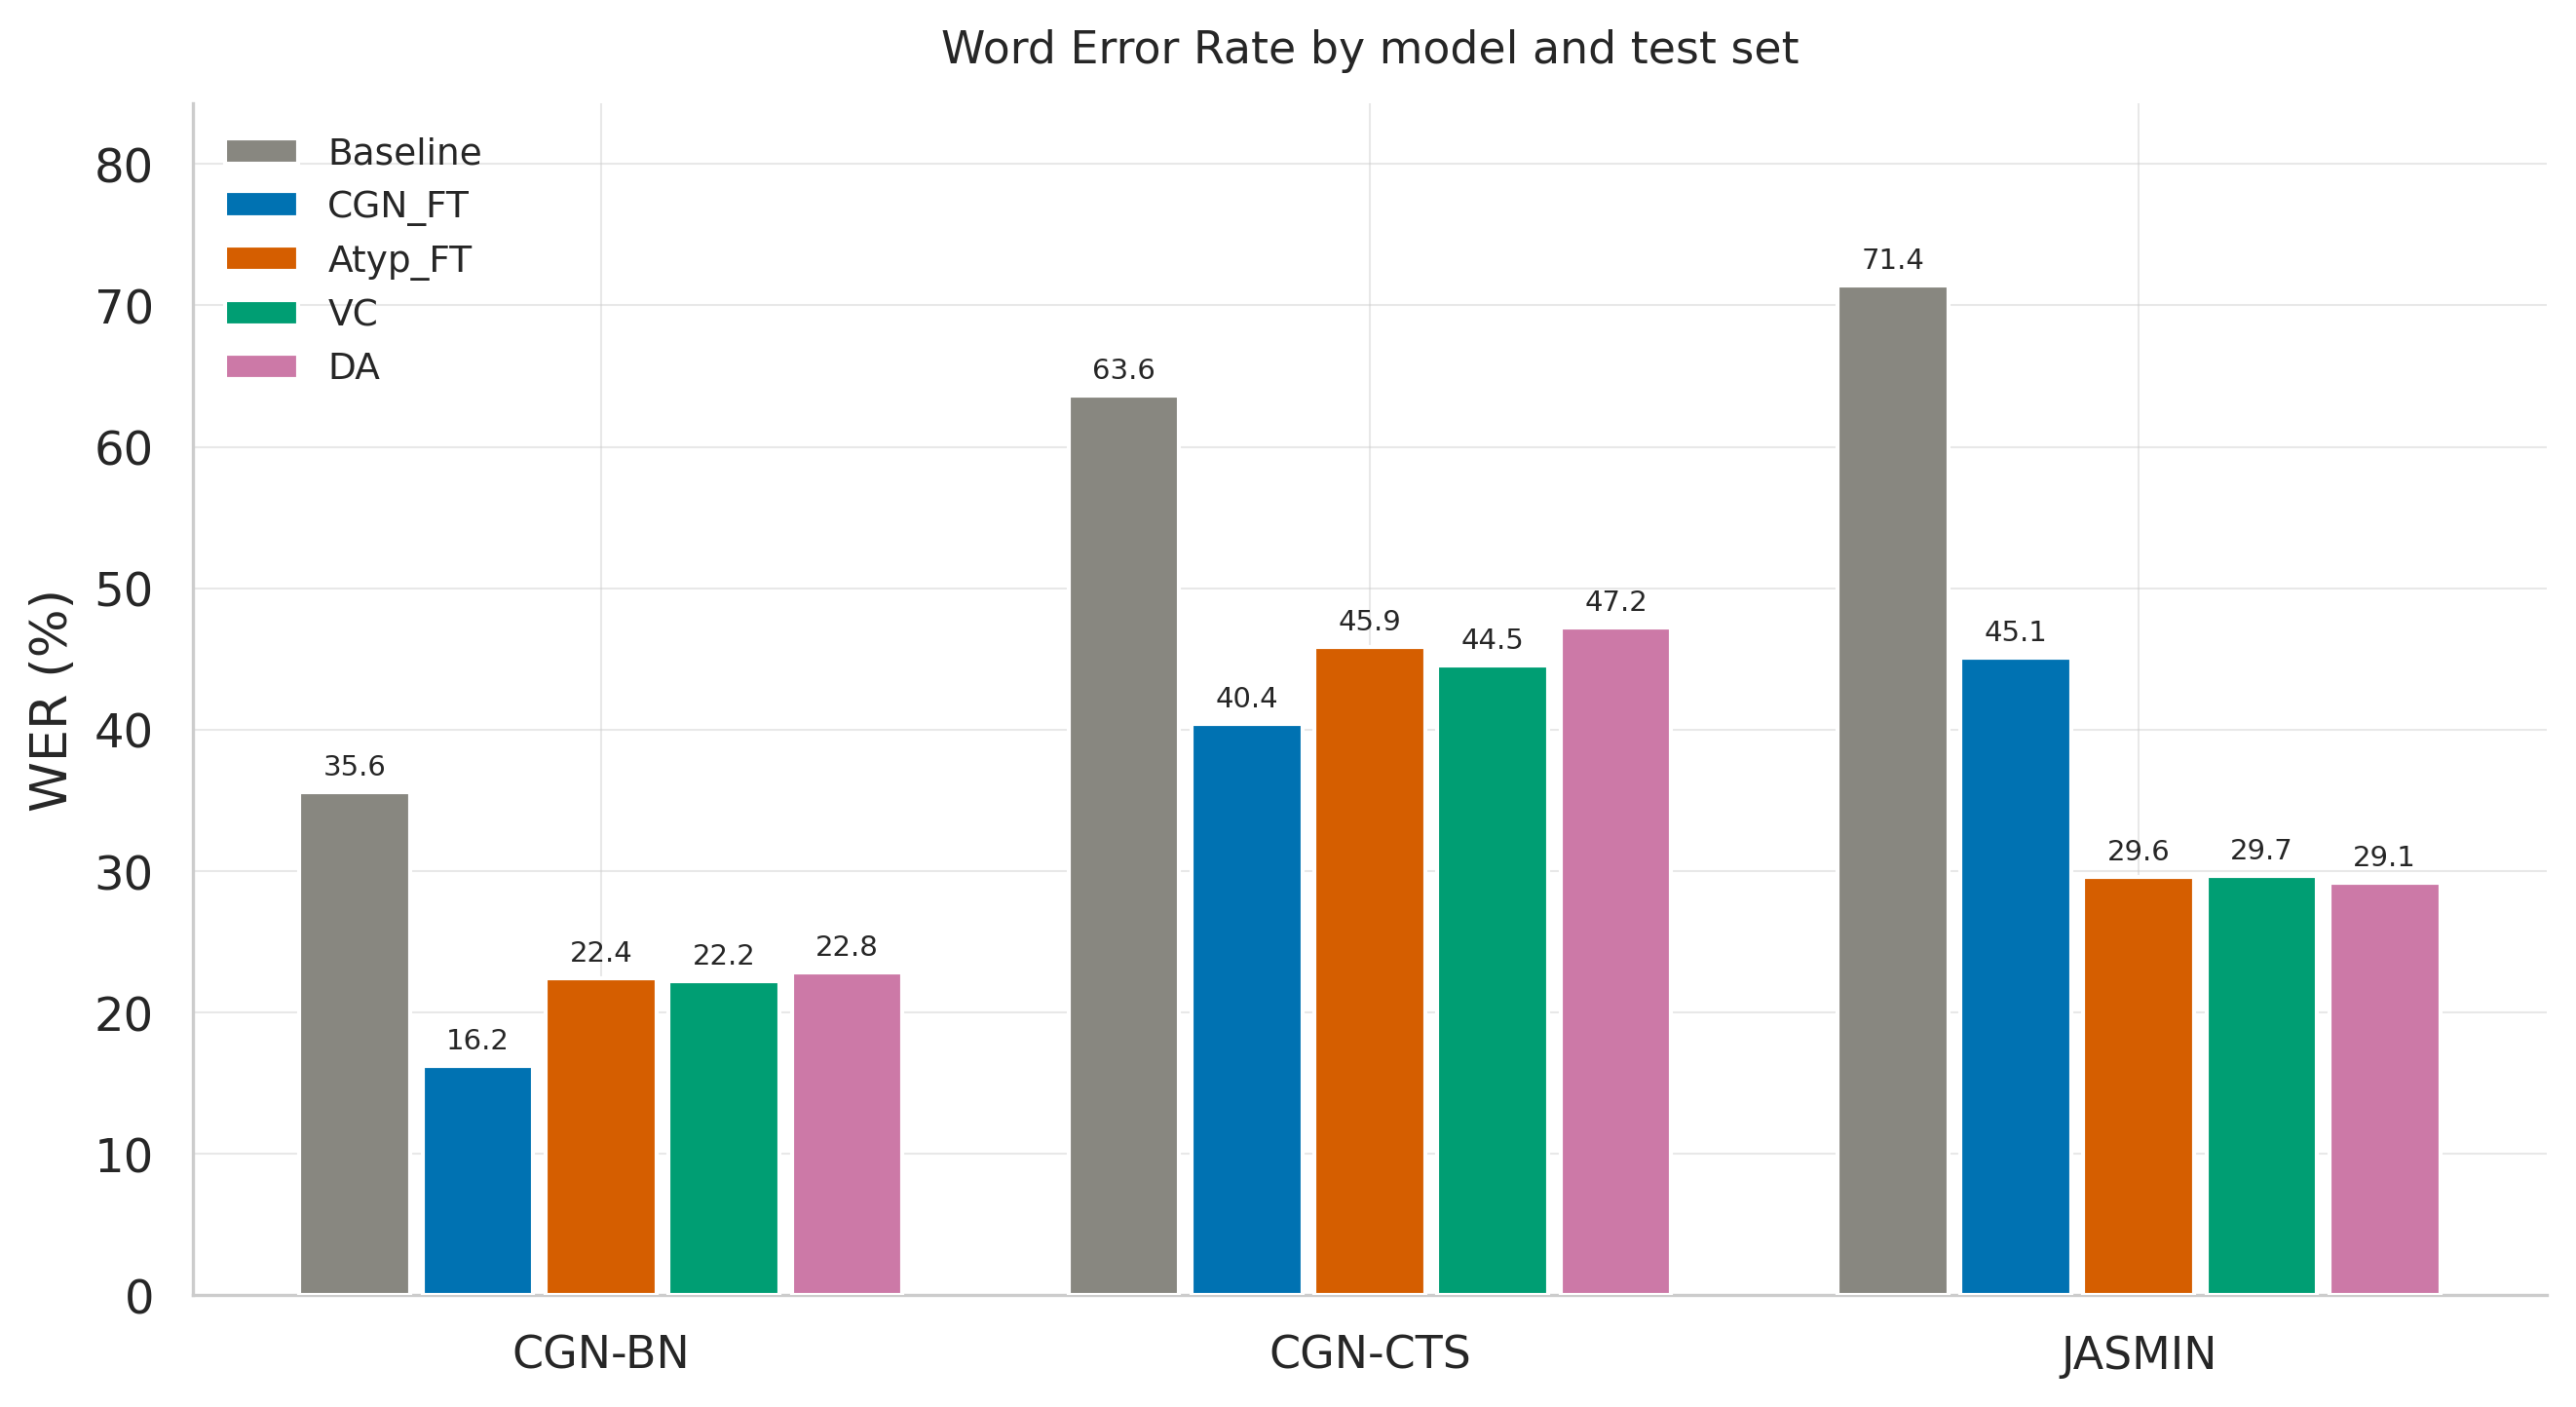 Word Error Rate by model and test set
Baseline
CGN_FT
Atyp_FT
VC
DA
WER (%)
80
70
60
50
40
30
20
10
0
35.6
16.2
22.4
22.2
22.8
63.6
40.4
45.9
44.5
47.2
71.4
45.1
29.6
29.7
29.1
CGN-BN
CGN-CTS
JASMIN